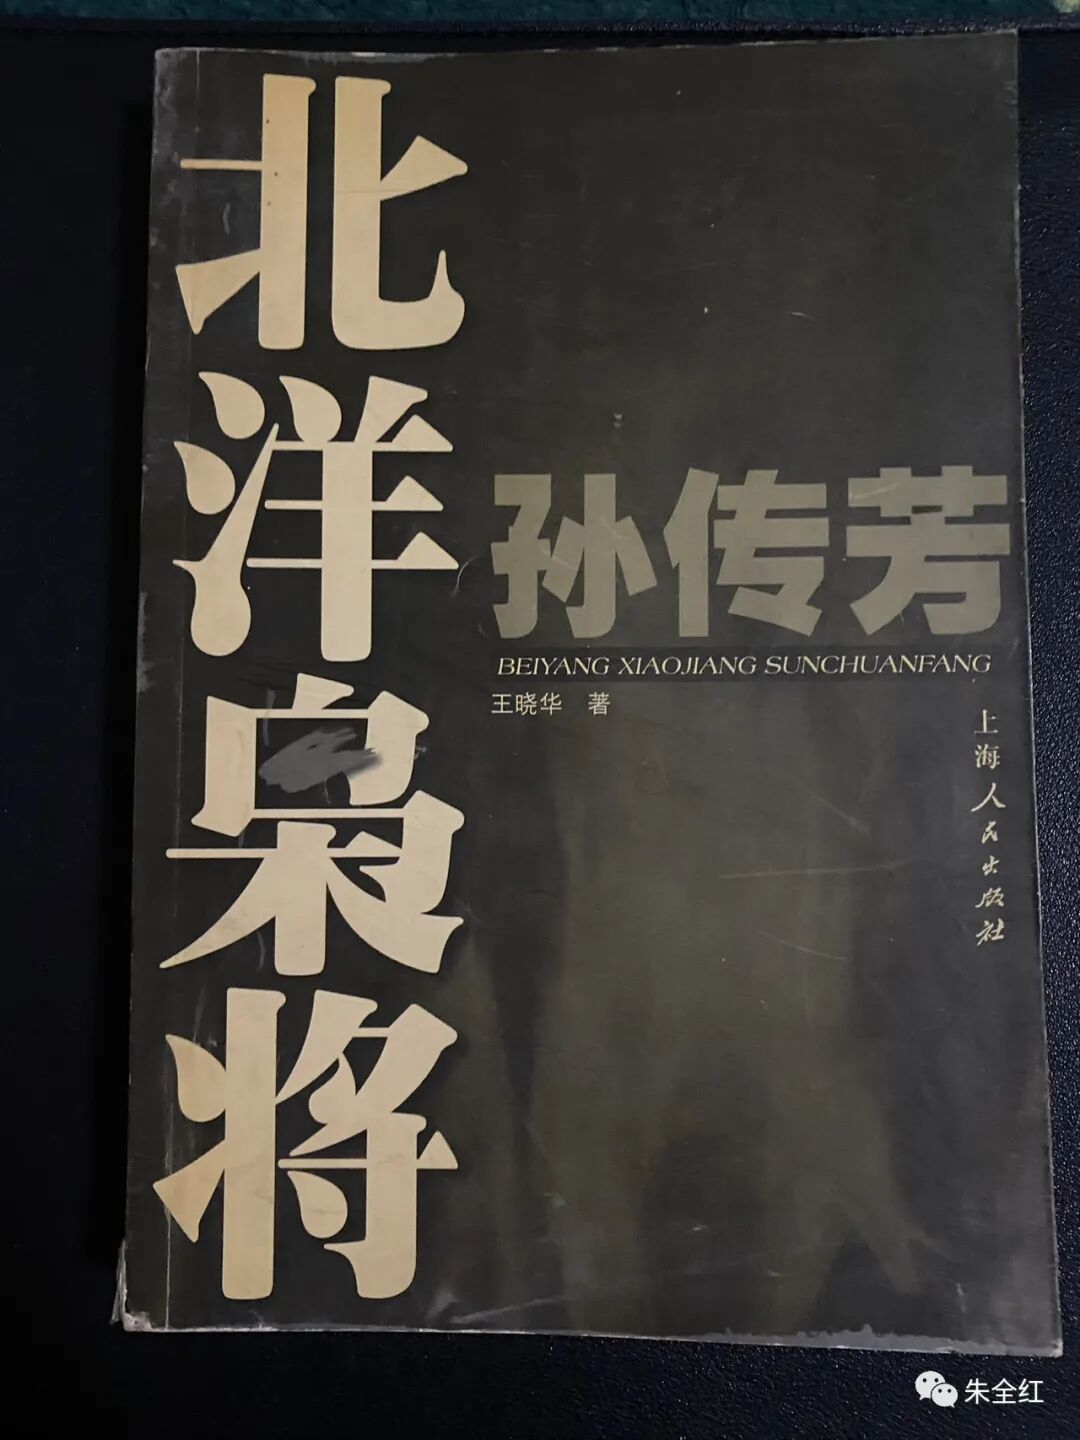 北洋枭将
孙传芳
BEIYANG XIAOJIANG SUNCHUANFANG
王晓华 著
上海人民出版社
朱全红